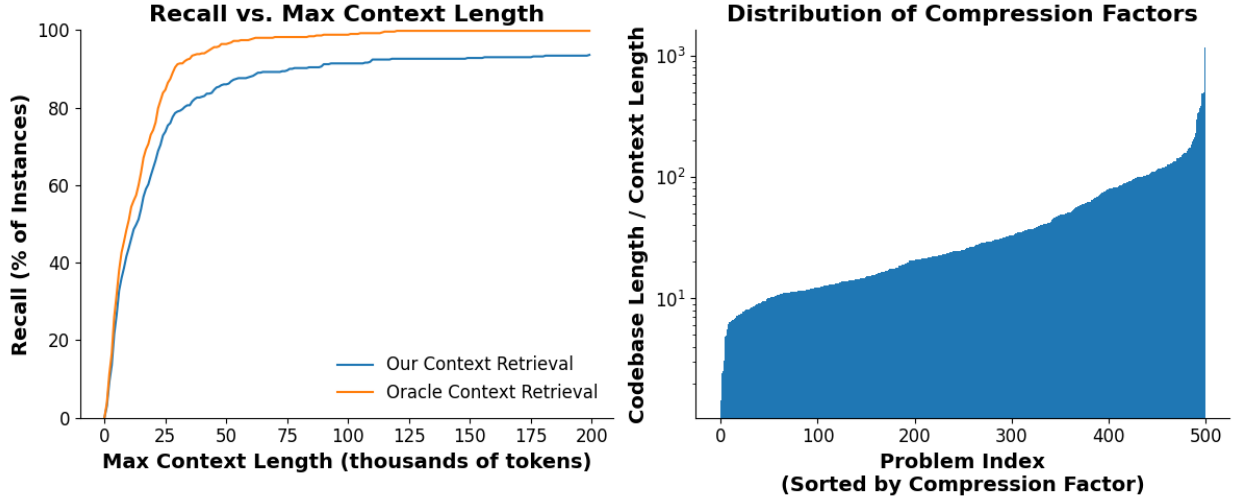 Recall vs. Max Context Length
Recall (% of Instances)
100
80
60
40
20
0
Our Context Retrieval
Oracle Context Retrieval
0 25 50 75 100 125 150 175 200
Max Context Length (thousands of tokens)
Distribution of Compression Factors
Codebase Length / Context Length
10³
10²
10¹
0 100 200 300 400 500
Problem Index
(Sorted by Compression Factor)